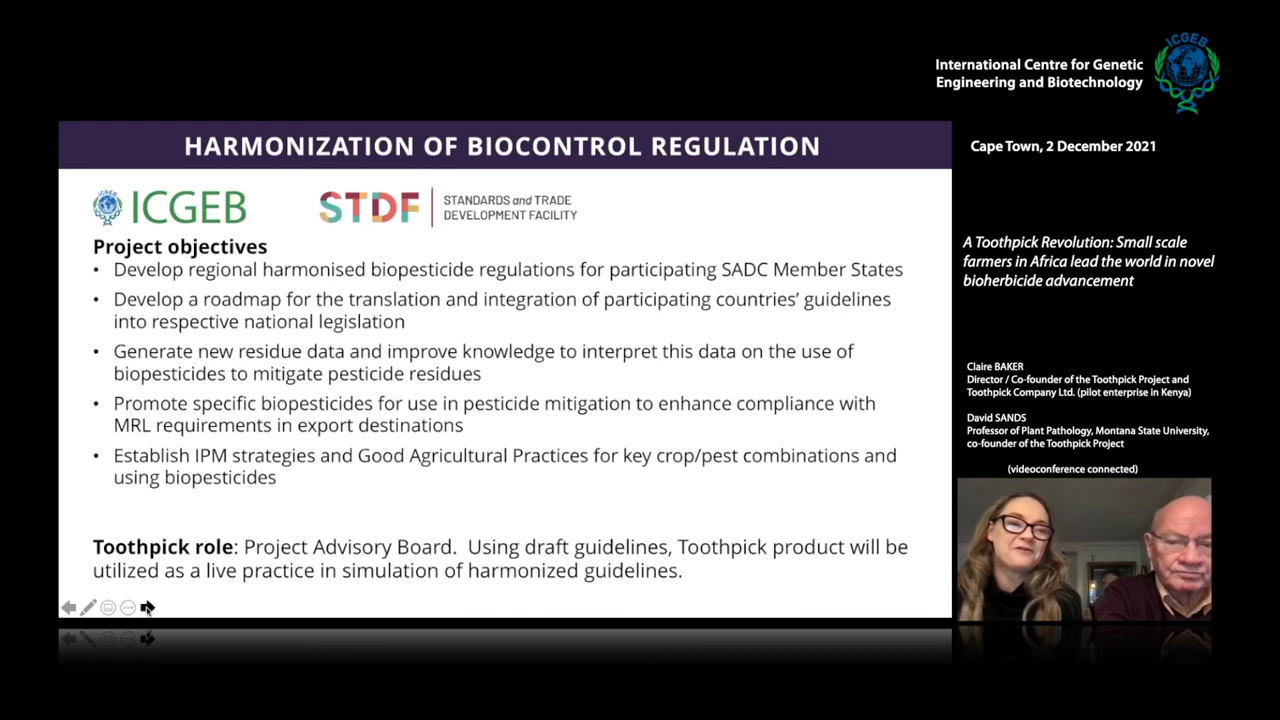 International Centre for Genetic
Engineering and Biotechnology
ICGEB
Cape Town, 2 December 2021
HARMONIZATION OF BIOCONTROL REGULATION
ICGEB
ICGEB
STDF
STANDARDS and TRADE
DEVELOPMENT FACILITY
Project objectives
• Develop regional harmonised biopesticide regulations for participating SADC Member States
• Develop a roadmap for the translation and integration of participating countries’ guidelines
into respective national legislation
• Generate new residue data and improve knowledge to interpret this data on the use of
biopesticides to mitigate pesticide residues
• Promote specific biopesticides for use in pesticide mitigation to enhance compliance with
MRL requirements in export destinations
• Establish IPM strategies and Good Agricultural Practices for key crop/pest combinations and
using biopesticides
Toothpick role: Project Advisory Board. Using draft guidelines, Toothpick product will be
utilized as a live practice in simulation of harmonized guidelines.
A Toothpick Revolution: Small scale
farmers in Africa lead the world in novel
bioherbicide advancement
Claire BAKER
Director / Co-founder of the Toothpick Project and
Toothpick Company Ltd. (pilot enterprise in Kenya)
David SANDS
Professor of Plant Pathology, Montana State University,
co-founder of the Toothpick Project
(videoconference connected)